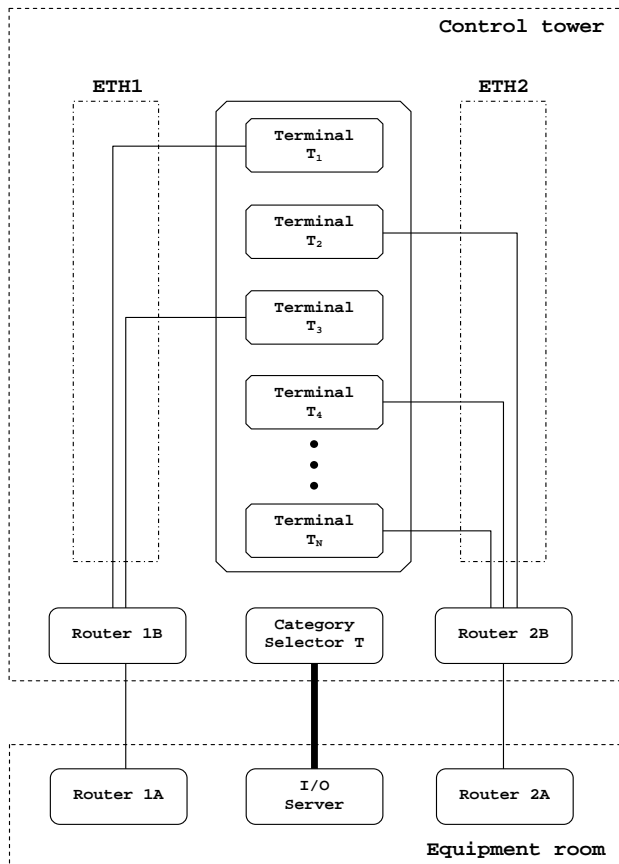 Control tower
ETH1
ETH2
Terminal
T₁
Terminal
T₂
Terminal
T₃
Terminal
T₄
Terminal
T_N
Router 1B
Category
Selector T
Router 2B
Router 1A
I/O
Server
Router 2A
Equipment room